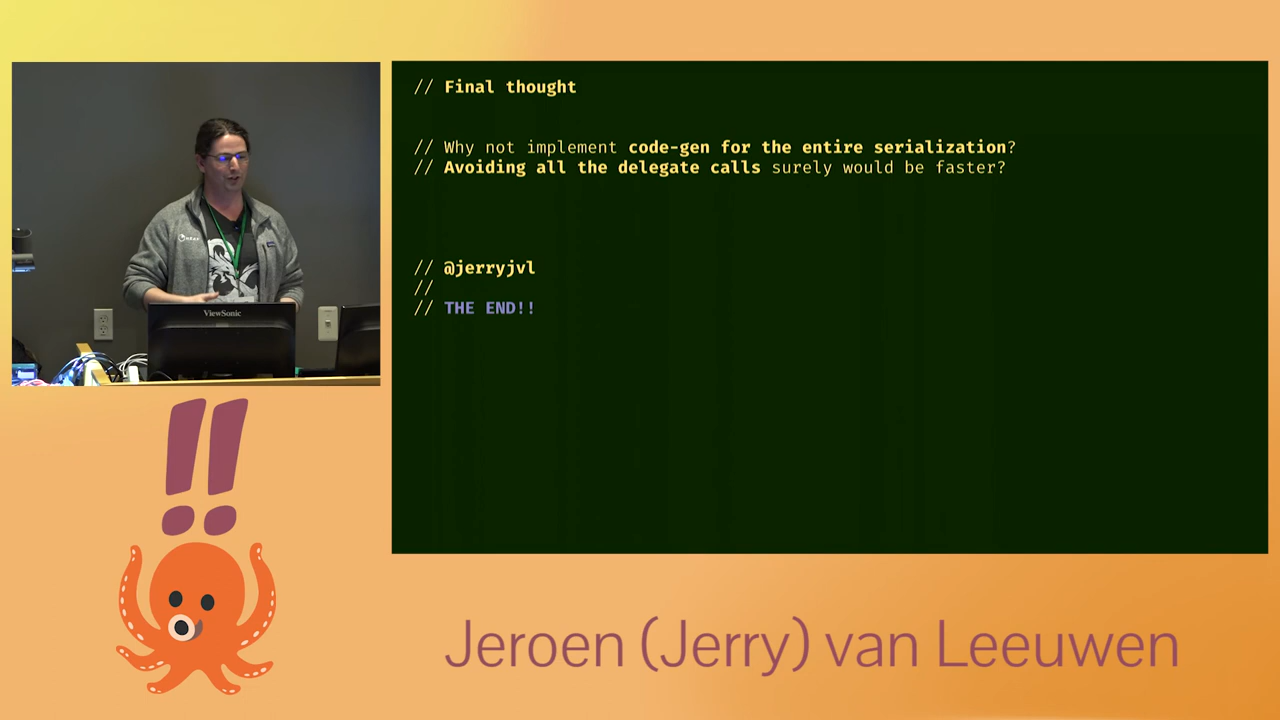 // Final thought
// Why not implement code-gen for the entire serialization?
// Avoiding all the delegate calls surely would be faster?
// @jerryjvl
//
// THE END!!
ViewSonic
!!
Jeroen (Jerry) van Leeuwen